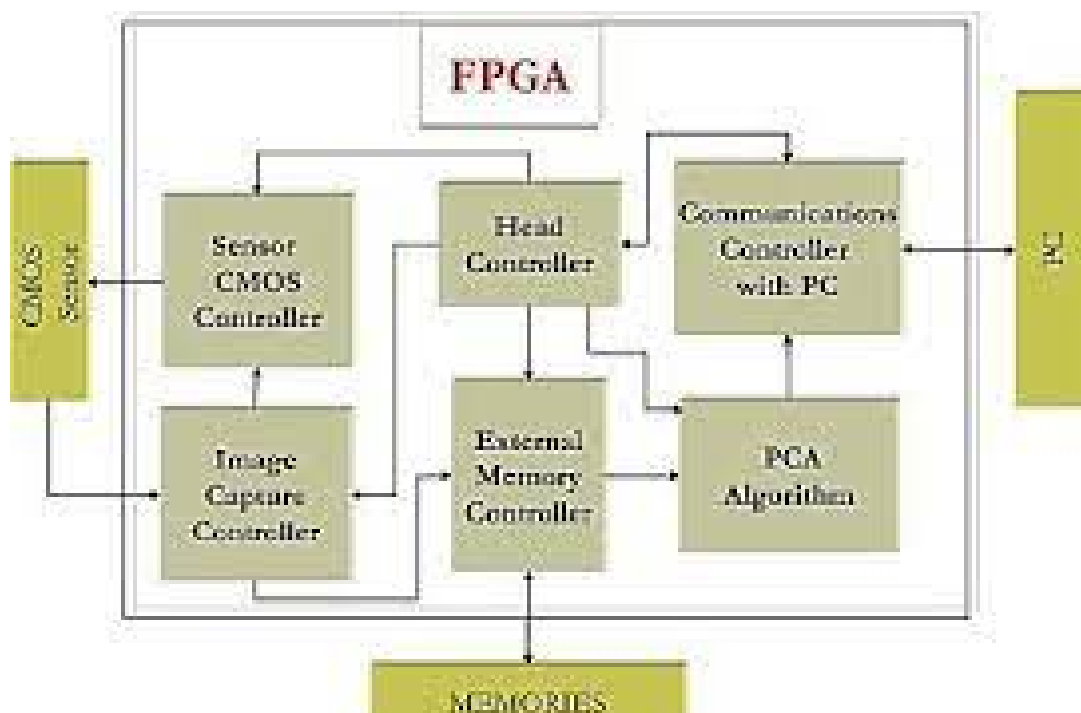 FPGA
CMOS
Sensor
Sensor
CMOS
Controller
Head
Controller
Communications
Controller
with PC
PC
Image
Capture
Controller
External
Memory
Controller
PCA
Algorithm
MEMORIES